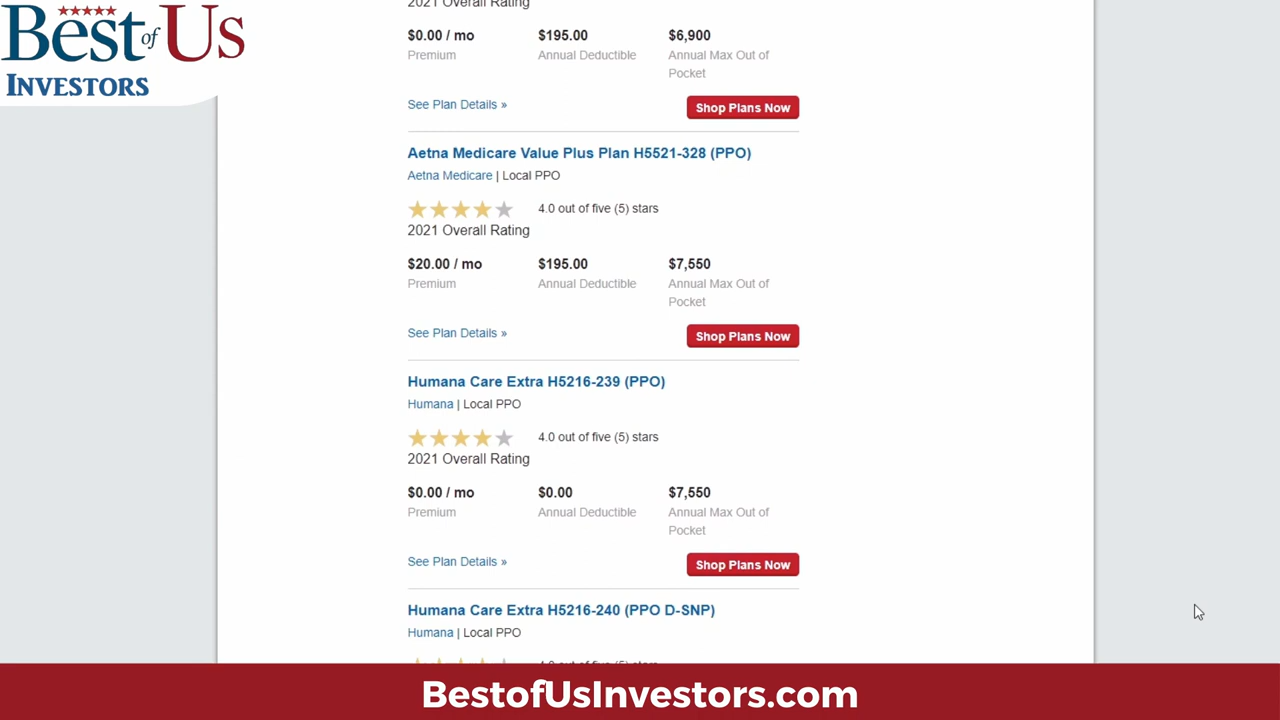 Best of Us
INVESTORS
2021 Overall Rating
$0.00 / mo $195.00 $6,900
Premium Annual Deductible Annual Max Out of
Pocket
See Plan Details » Shop Plans Now
Aetna Medicare Value Plus Plan H5521-328 (PPO)
Aetna Medicare | Local PPO
4.0 out of five (5) stars
2021 Overall Rating
$20.00 / mo $195.00 $7,550
Premium Annual Deductible Annual Max Out of
Pocket
See Plan Details » Shop Plans Now
Humana Care Extra H5216-239 (PPO)
Humana | Local PPO
4.0 out of five (5) stars
2021 Overall Rating
$0.00 / mo $0.00 $7,550
Premium Annual Deductible Annual Max Out of
Pocket
See Plan Details » Shop Plans Now
Humana Care Extra H5216-240 (PPO D-SNP)
Humana | Local PPO
BestofUsInvestors.com